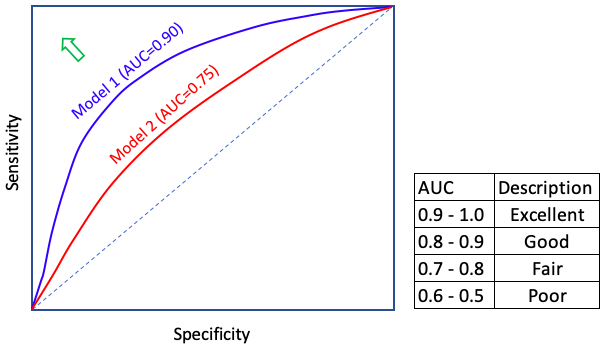 Model 1 (AUC=0.90)
Model 2 (AUC=0.75)
Sensitivity
Specificity
AUC Description
0.9 - 1.0 Excellent
0.8 - 0.9 Good
0.7 - 0.8 Fair
0.6 - 0.5 Poor